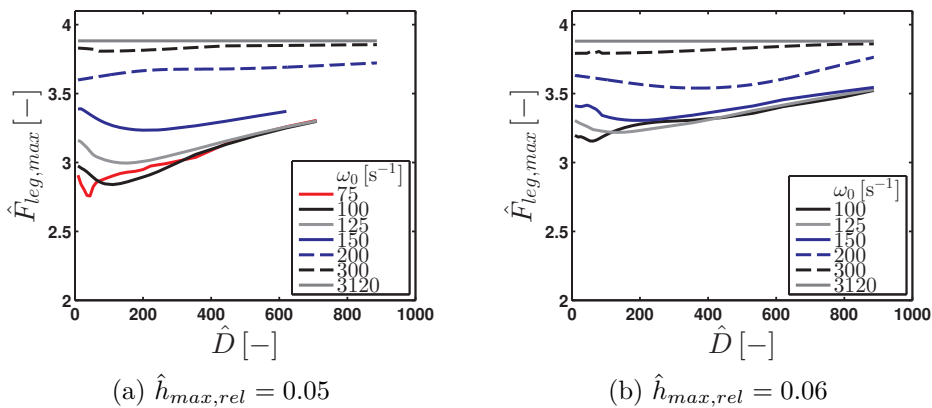 4
3.5
3
2.5
2
F̂leg,max [−]
0 200 400 600 800 1000
D̂ [−]
ω0 [s−1]
75
100
125
150
200
300
3120
(a) ĥmax,rel = 0.05
4
3.5
3
2.5
2
F̂leg,max [−]
0 200 400 600 800 1000
D̂ [−]
ω0 [s−1]
100
125
150
200
300
3120
(b) ĥmax,rel = 0.06